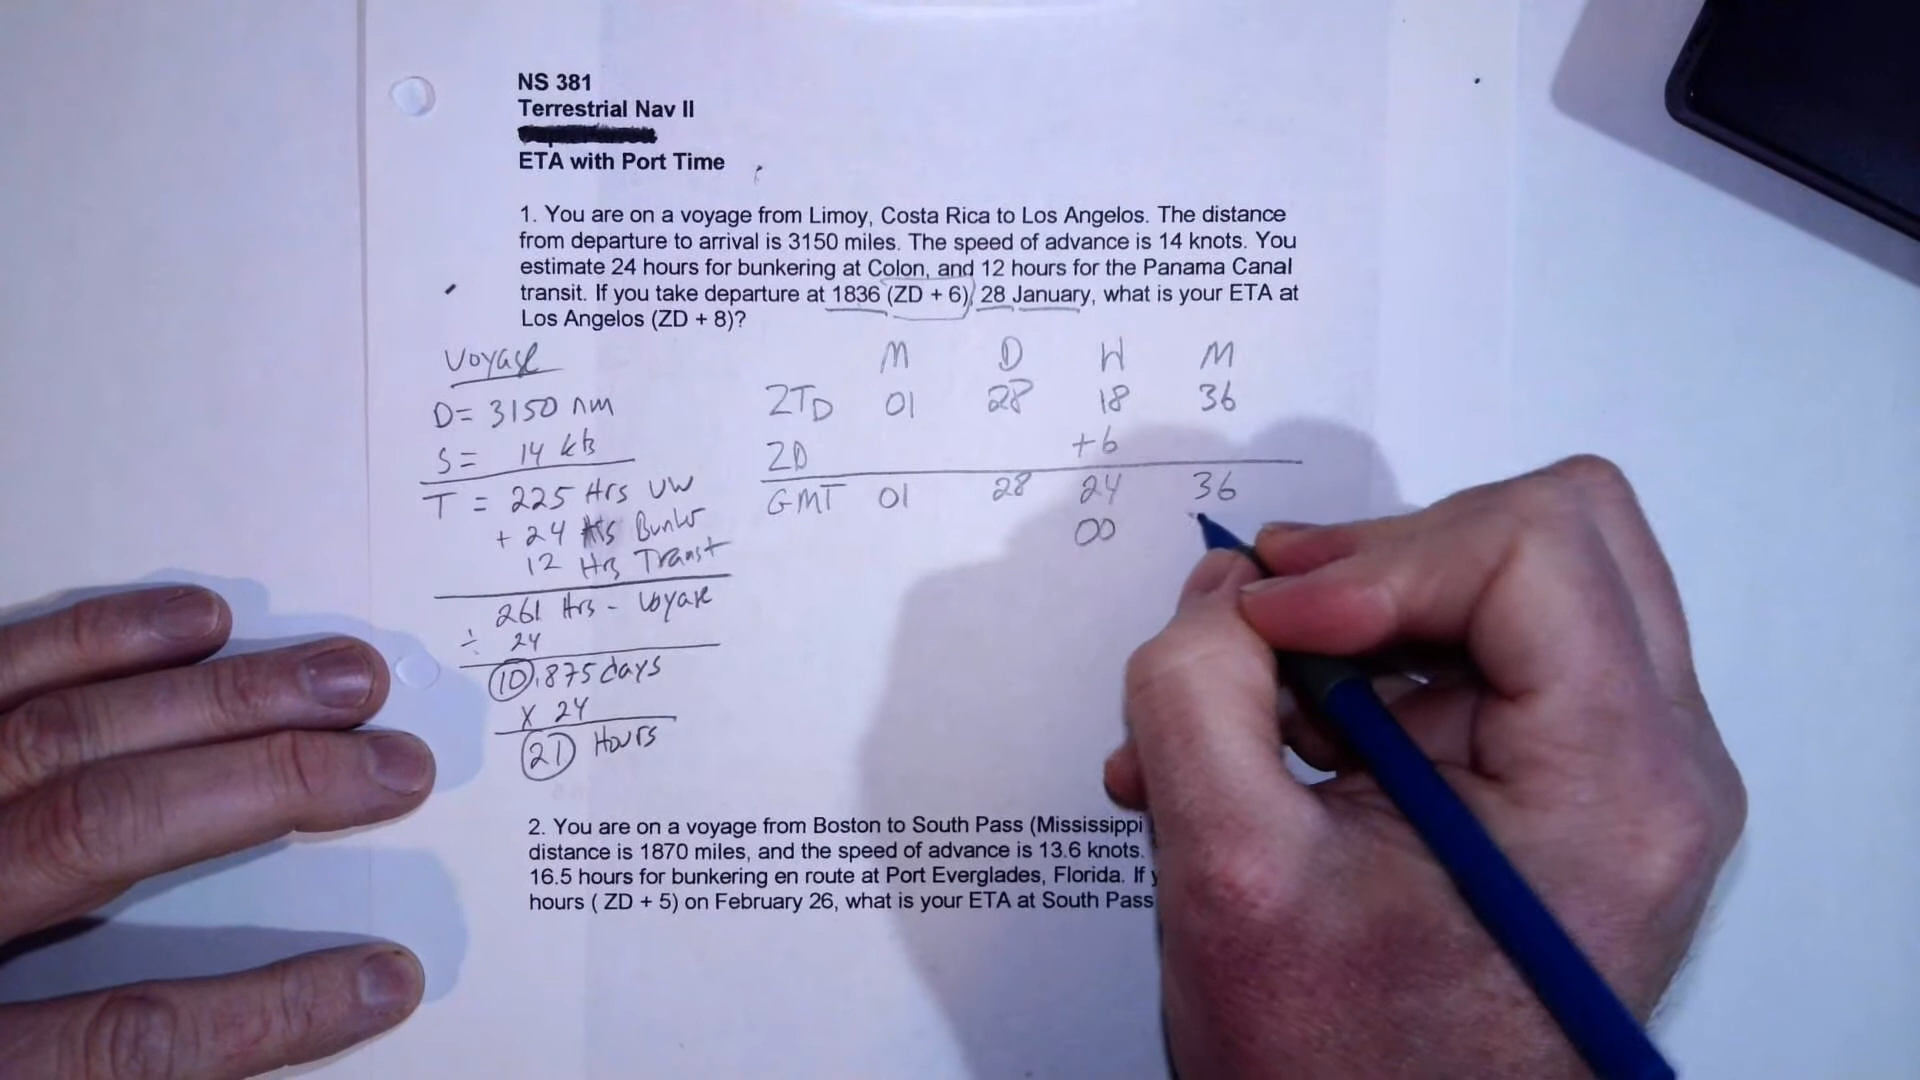 NS 381
Terrestrial Nav II
ETA with Port Time
1. You are on a voyage from Limoy, Costa Rica to Los Angelos. The distance
from departure to arrival is 3150 miles. The speed of advance is 14 knots. You
estimate 24 hours for bunkering at Colon, and 12 hours for the Panama Canal
transit. If you take departure at 1836 (ZD + 6) 28 January, what is your ETA at
Los Angelos (ZD + 8)?
Voyage
D= 3150 nm
S= 14 kts
T = 225 Hrs UW
+ 24 Hrs Bunker
12 Hrs Transt
261 Hrs - Voyage
÷ 24
10.875 days
X 24
21 Hours
M D H M
ZTD 01 28 18 36
ZD +6
GMT 01 28 24 36
00
2. You are on a voyage from Boston to South Pass (Mississippi
distance is 1870 miles, and the speed of advance is 13.6 knots.
16.5 hours for bunkering en route at Port Everglades, Florida. If
hours ( ZD + 5) on February 26, what is your ETA at South Pass